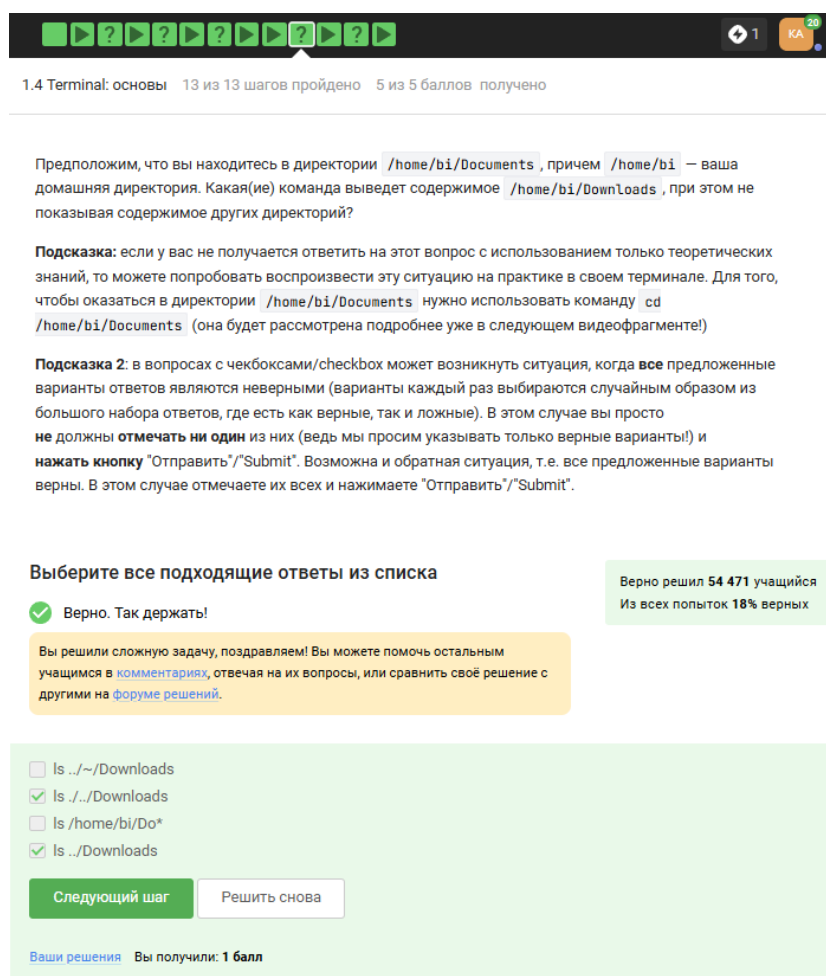 ? ? ? ? ?
1
КА
20
1.4 Terminal: основы 13 из 13 шагов пройдено 5 из 5 баллов получено
Предположим, что вы находитесь в директории /home/bi/Documents , причем /home/bi — ваша
домашняя директория. Какая(ие) команда выведет содержимое /home/bi/Downloads , при этом не
показывая содержимое других директорий?
Подсказка: если у вас не получается ответить на этот вопрос с использованием только теоретических
знаний, то можете попробовать воспроизвести эту ситуацию на практике в своем терминале. Для того,
чтобы оказаться в директории /home/bi/Documents нужно использовать команду cd
/home/bi/Documents (она будет рассмотрена подробнее уже в следующем видеофрагменте!)
Подсказка 2: в вопросах с чекбоксами/checkbox может возникнуть ситуация, когда все предложенные
варианты ответов являются неверными (варианты каждый раз выбираются случайным образом из
большого набора ответов, где есть как верные, так и ложные). В этом случае вы просто
не должны отмечать ни один из них (ведь мы просим указывать только верные варианты!) и
нажать кнопку "Отправить"/"Submit". Возможна и обратная ситуация, т.е. все предложенные варианты
верны. В этом случае отмечаете их всех и нажимаете "Отправить"/"Submit".
Выберите все подходящие ответы из списка
Верно решил 54 471 учащийся
Из всех попыток 18% верных
Верно. Так держать!
Вы решили сложную задачу, поздравляем! Вы можете помочь остальным
учащимся в комментариях, отвечая на их вопросы, или сравнить своё решение с
другими на форуме решений.
ls ../~/Downloads
ls ./../Downloads
ls /home/bi/Do*
ls ../Downloads
Следующий шаг Решить снова
Ваши решения Вы получили: 1 балл